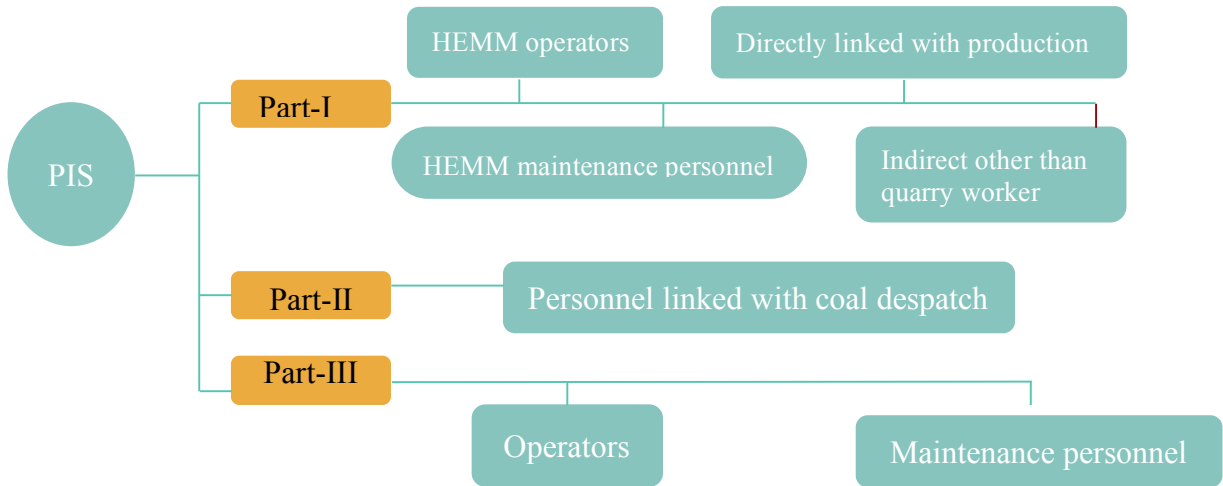 HEMM operators
Directly linked with production
Part-I
PIS
HEMM maintenance personnel
Indirect other than
quarry worker
Part-II
Personnel linked with coal despatch
Part-III
Operators
Maintenance personnel